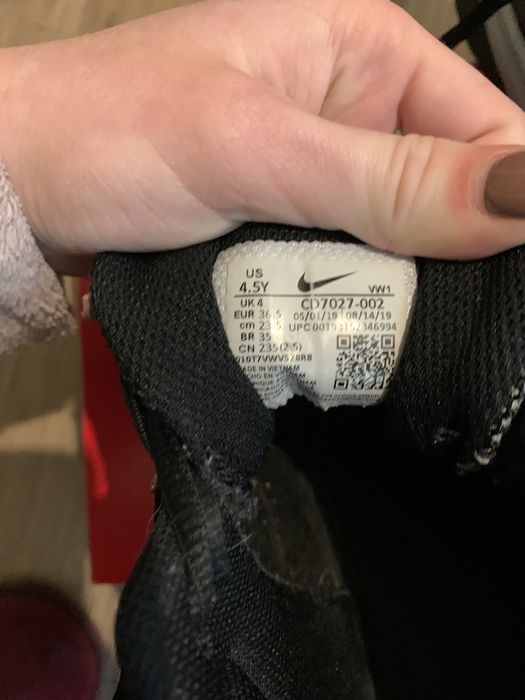 US
4.5Y
VW1
UK 4
CD7027-002
EUR 36.5
05/01/19 08/14/19
cm 23.5
BR 35
CN 235(2.5)
MADE IN VIETNAM